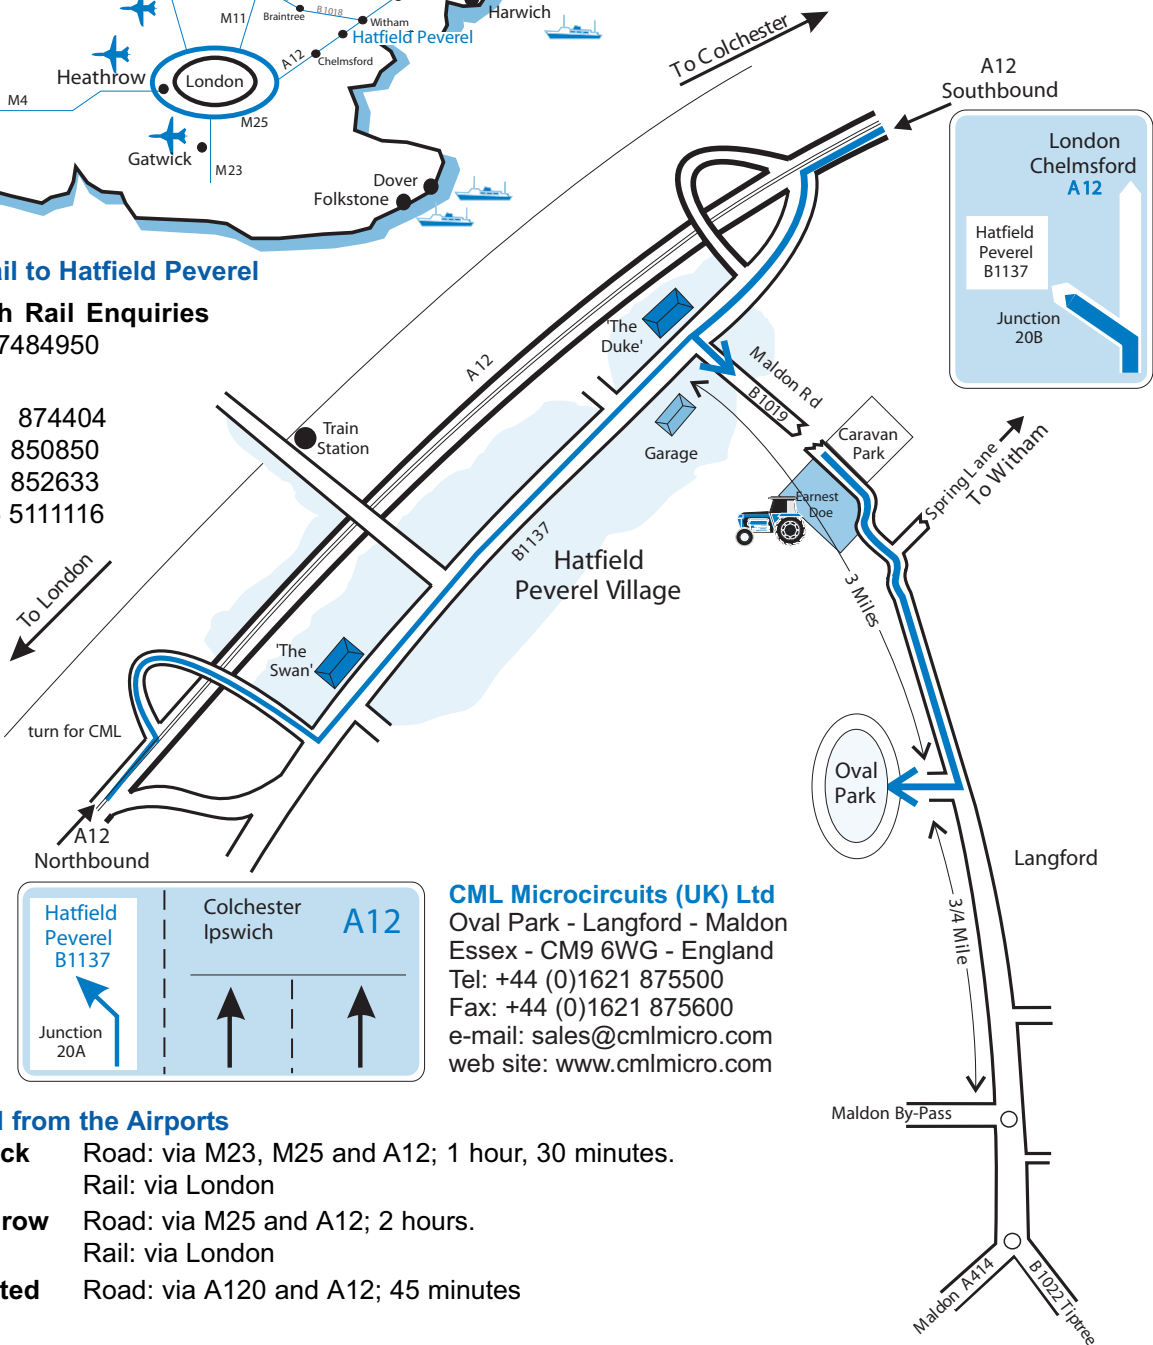 Harwich
M11
Braintree
B1018
Witham
Hatfield Peverel
A12
Chelmsford
Heathrow
London
M4
M25
Gatwick
M23
Dover
Folkstone
To Colchester
A12
Southbound
London
Chelmsford
A12
Hatfield
Peverel
B1137
Junction
20B
ail to Hatfield Peverel
h Rail Enquiries
7484950
874404
850850
852633
5111116
'The
Duke'
A12
Maldon Rd
B1019
Train
Station
Garage
Caravan
Park
Earnest
Doe
Spring Lane
To Witham
B1137
Hatfield
Peverel Village
3 Miles
To London
'The
Swan'
turn for CML
Oval
Park
A12
Northbound
Langford
Hatfield
Peverel
B1137
Junction
20A
Colchester
Ipswich
A12
CML Microcircuits (UK) Ltd
Oval Park - Langford - Maldon
Essex - CM9 6WG - England
Tel: +44 (0)1621 875500
Fax: +44 (0)1621 875600
e-mail: sales@cmlmicro.com
web site: www.cmlmicro.com
3/4 Mile
Maldon By-Pass
from the Airports
ck Road: via M23, M25 and A12; 1 hour, 30 minutes.
Rail: via London
row Road: via M25 and A12; 2 hours.
Rail: via London
ted Road: via A120 and A12; 45 minutes
Maldon A414
B1022 Tiptree